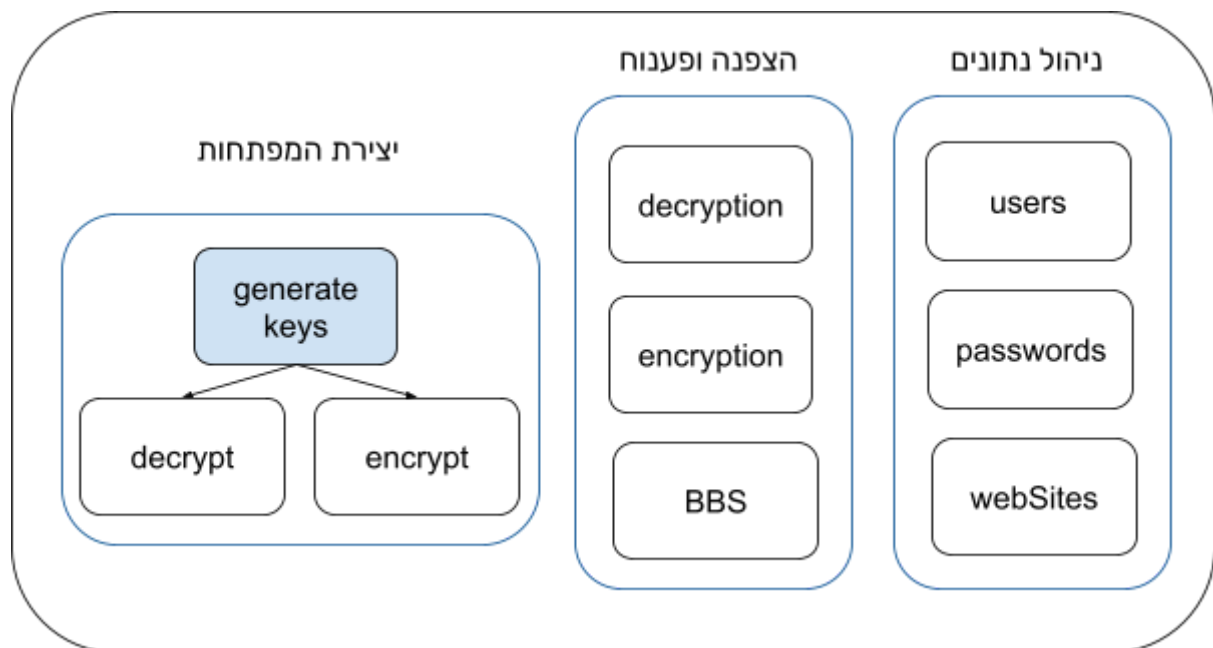 ניהול נתונים
users
passwords
webSites
הצפנה ופענוח
decryption
encryption
BBS
יצירת המפתחות
generate
keys
decrypt
encrypt